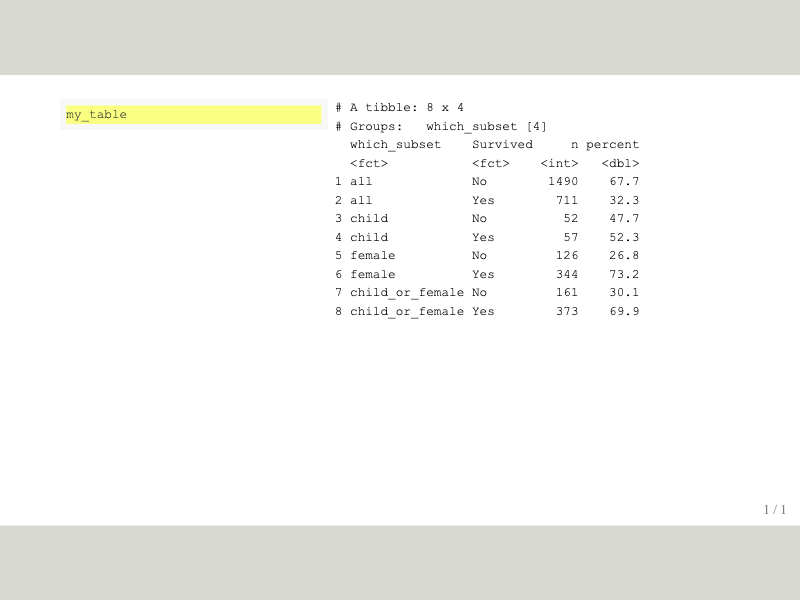 my_table
# A tibble: 8 x 4
# Groups:   which_subset [4]
  which_subset    Survived     n percent
  <fct>           <fct>    <int>   <dbl>
1 all             No        1490    67.7
2 all             Yes        711    32.3
3 child           No          52    47.7
4 child           Yes         57    52.3
5 female          No         126    26.8
6 female          Yes        344    73.2
7 child_or_female No         161    30.1
8 child_or_female Yes        373    69.9
1 / 1